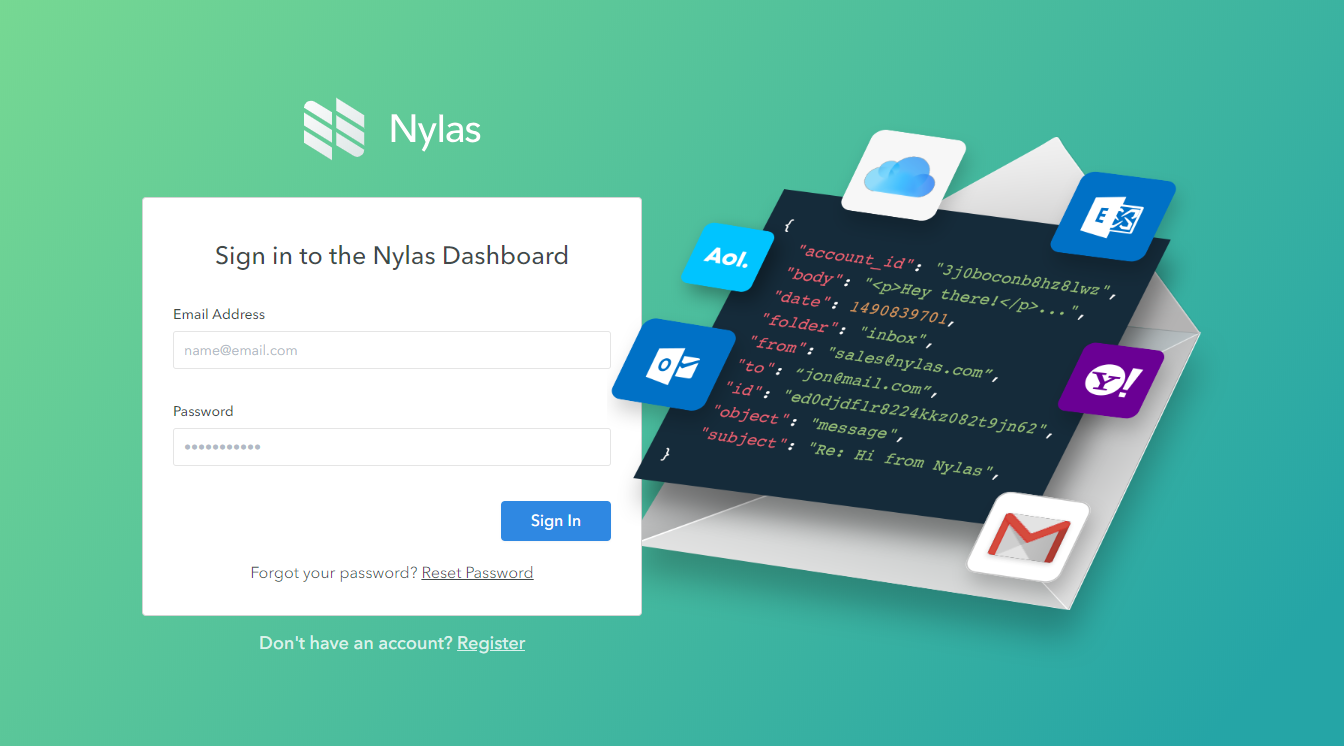 Nylas
Sign in to the Nylas Dashboard
Email Address
name@email.com
Password
•••••••••••
Sign In
Forgot your password? Reset Password
Don't have an account? Register
{
"account_id": "3j0boconb8hz8lwz",
"body": "<p>Hey there!</p>...",
"date": 1490839701,
"folder": "inbox",
"from": "sales@nylas.com”,
"to": “jon@mail.com”,
"id": "ed0djdf1r8224kkz082t9jn62",
"object": "message",
"subject": "Re: Hi from Nylas",
}
Aol.
E
O
Y!